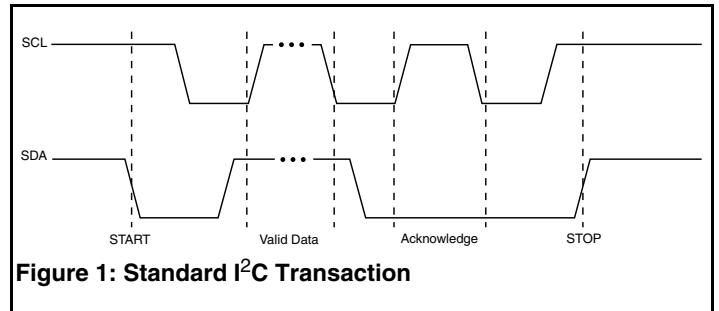 SCL
SDA
START Valid Data Acknowledge STOP
Figure 1: Standard I²C Transaction